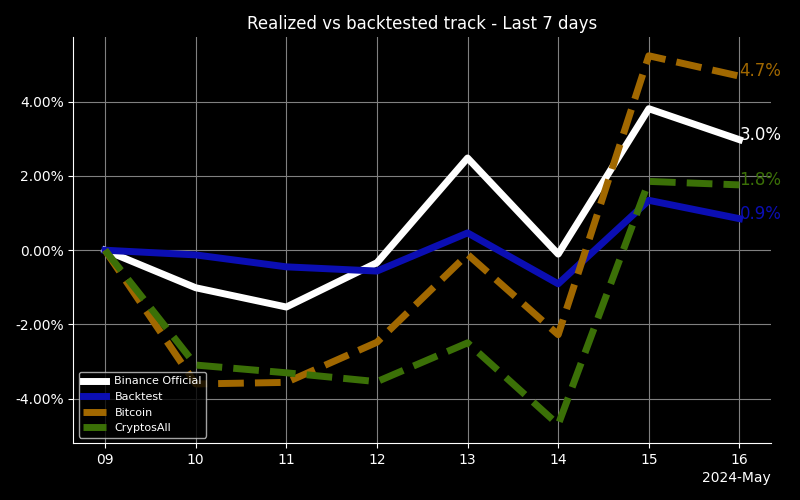 Realized vs backtested track - Last 7 days
4.00%
2.00%
0.00%
-2.00%
-4.00%
4.7%
3.0%
1.8%
0.9%
Binance Official
Backtest
Bitcoin
CryptosAll
09 10 11 12 13 14 15 16
2024-May